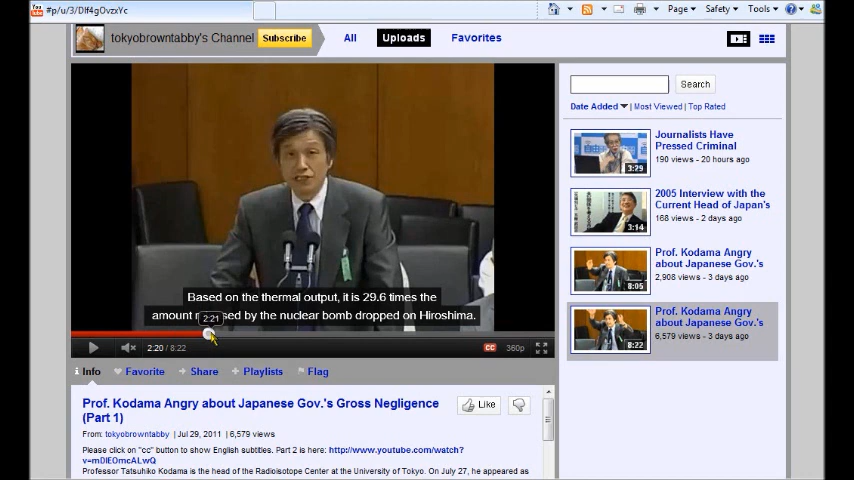 You Tube
#p/u/3/Dlf4gOvzxYc
Page
Safety
Tools
tokyobrowntabby's Channel
Subscribe
All
Uploads
Favorites
Based on the thermal output, it is 29.6 times the
amount r sed by the nuclear bomb dropped on Hiroshima.
2:21
2:20 / 8:22
CC
360p
Info
Favorite
Share
Playlists
Flag
Prof. Kodama Angry about Japanese Gov.'s Gross Negligence
(Part 1)
Like
From: tokyobrowntabby | Jul 29, 2011 | 6,579 views
Please click on "cc" button to show English subtitles. Part 2 is here: http://www.youtube.com/watch?
v=mDlEOmcALwQ
Professor Tatsuhiko Kodama is the head of the Radioisotope Center at the University of Tokyo. On July 27, he appeared as
Search
Date Added | Most Viewed | Top Rated
3:29
Journalists Have
Pressed Criminal
190 views - 20 hours ago
3:14
2005 Interview with the
Current Head of Japan's
168 views - 2 days ago
8:05
Prof. Kodama Angry
about Japanese Gov.'s
2,908 views - 3 days ago
8:22
Prof. Kodama Angry
about Japanese Gov.'s
6,579 views - 3 days ago